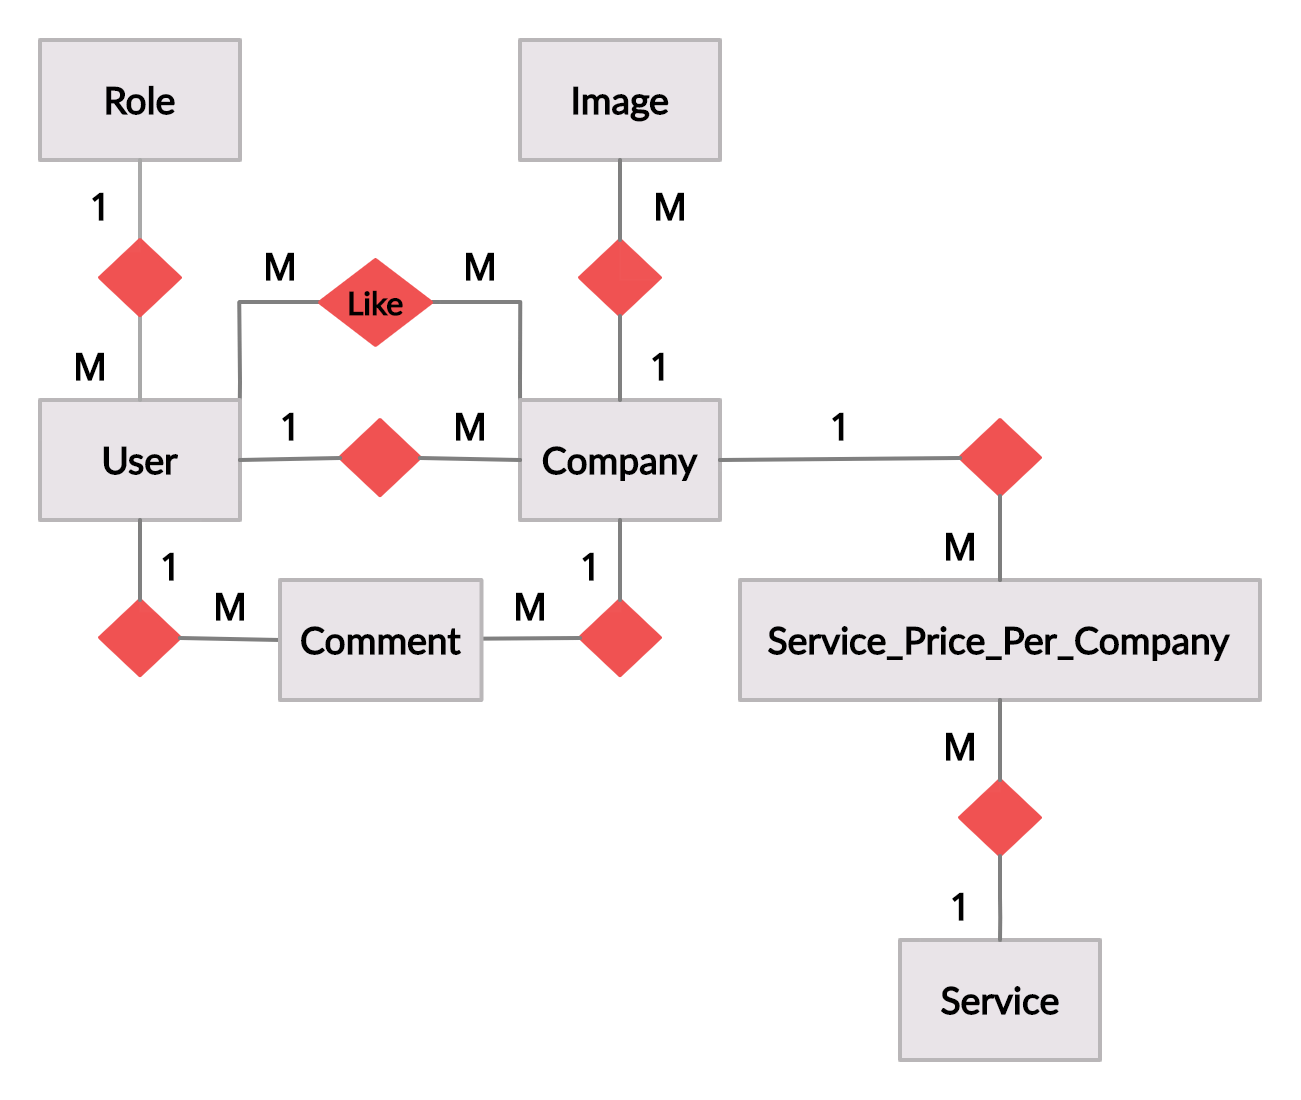 Role
Image
1
M
M
Like
M
M
1
User
1
M
Company
1
1
M
Comment
M
1
M
Service_Price_Per_Company
M
1
Service